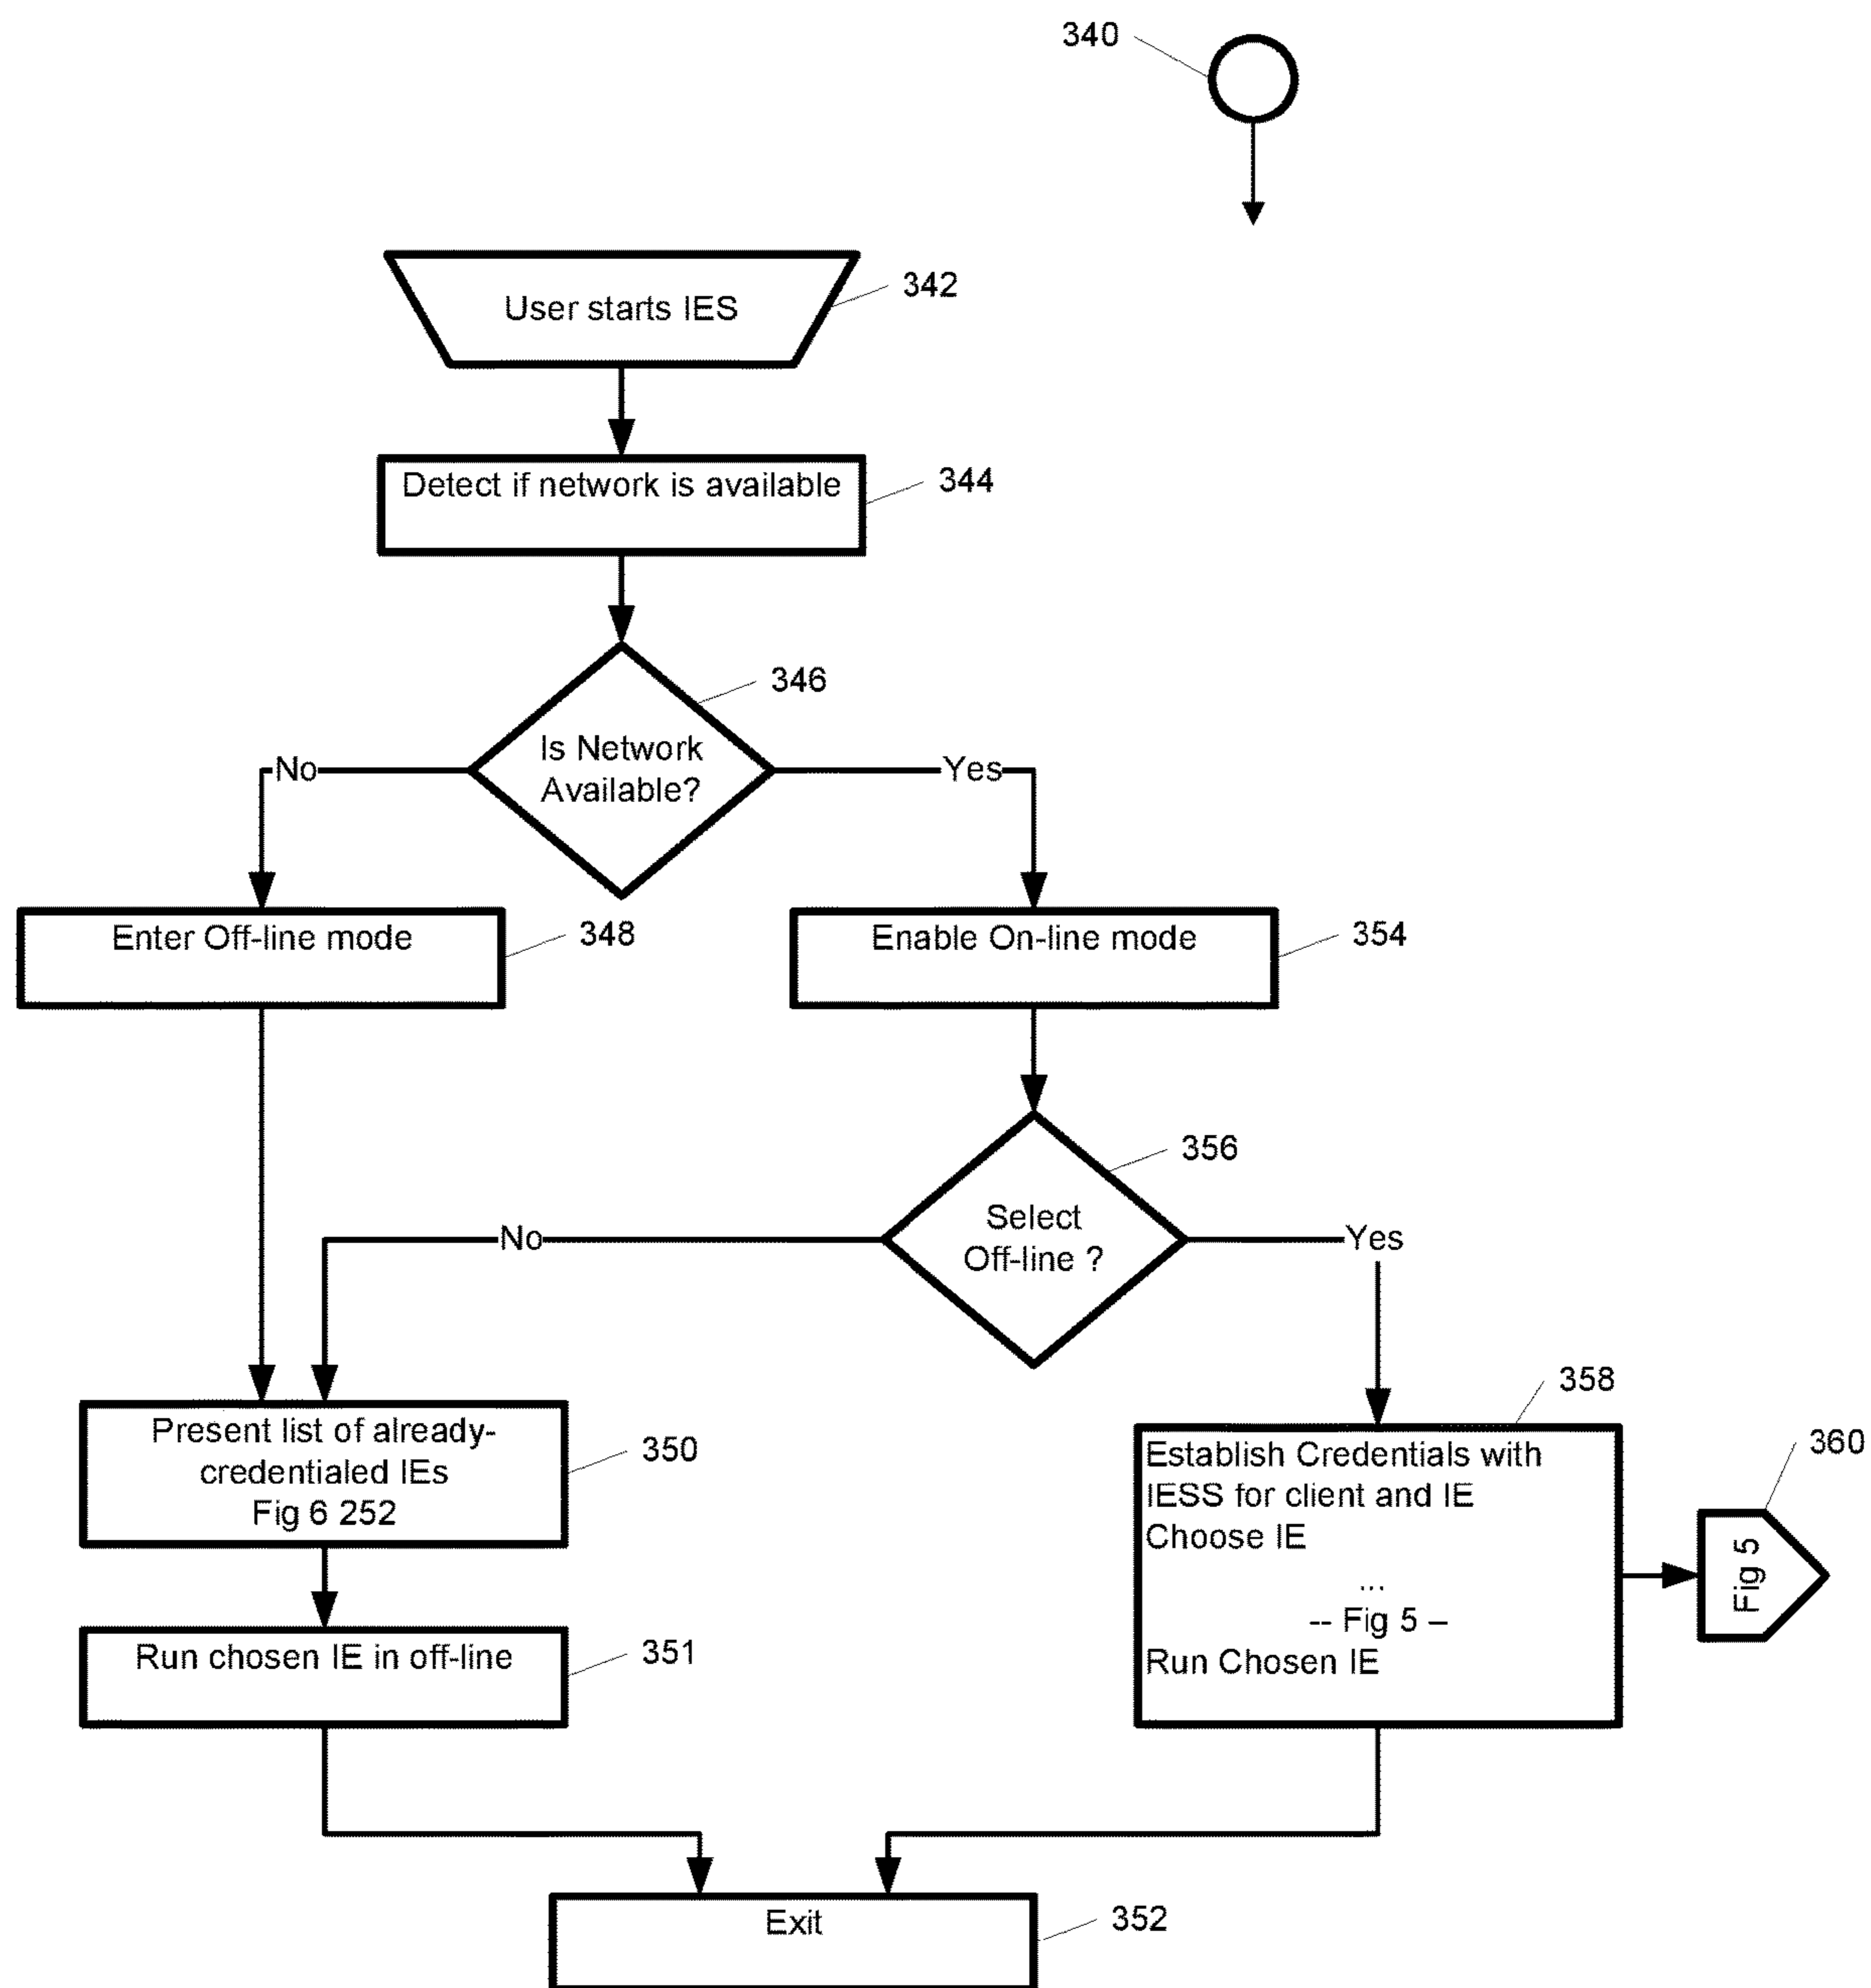 340
User starts IES
342
Detect if network is available
344
346
Is Network
Available?
No
Yes
Enter Off-line mode
348
Enable On-line mode
354
356
Select
Off-line ?
No
Yes
358
Present list of already-
credentialed IEs
Fig 6 252
350
Establish Credentials with
IESS for client and IE
Choose IE
...
-- Fig 5 –
Run Chosen IE
360
Fig 5
Run chosen IE in off-line
351
Exit
352